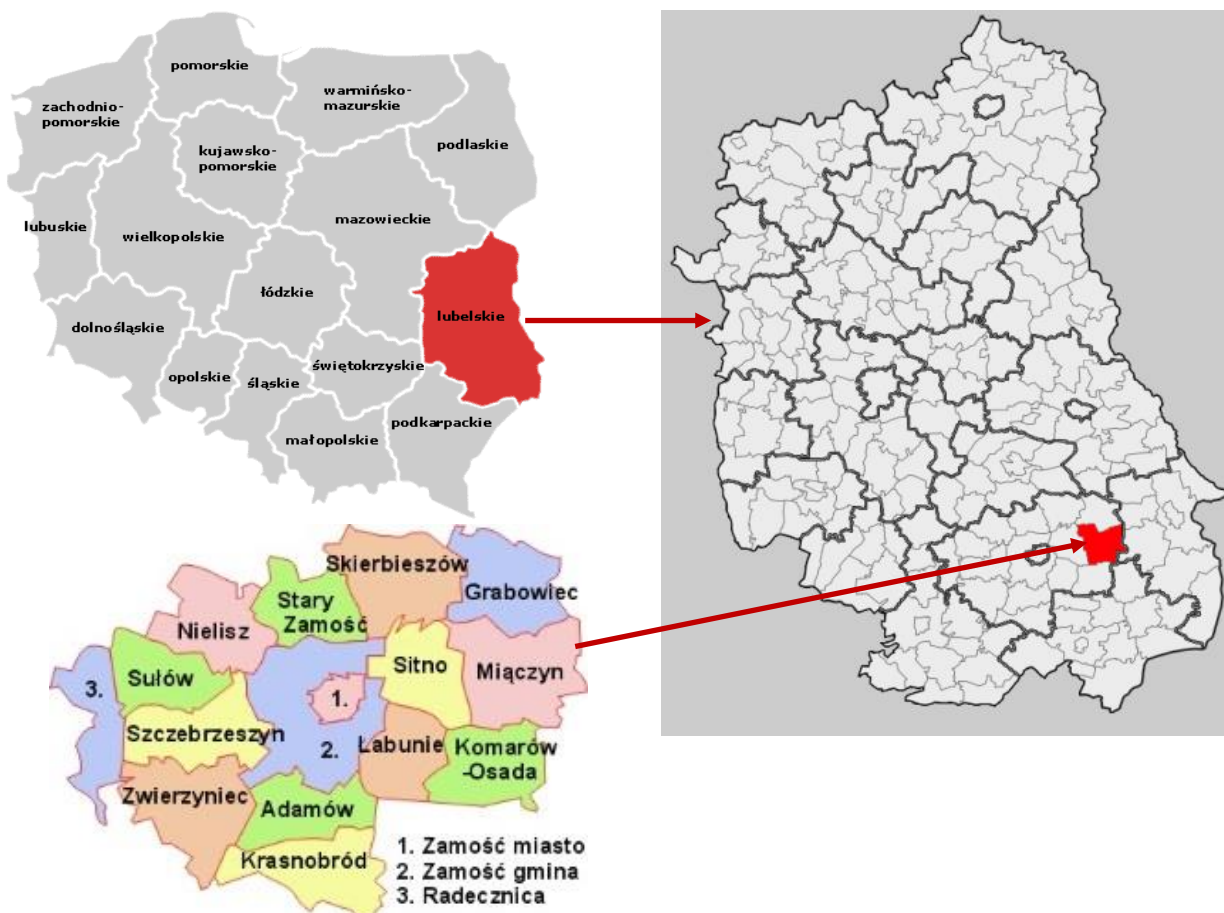 pomorskie
warmińsko-
mazurskie
zachodnio-
pomorskie
podlaskie
kujawsko-
pomorskie
mazowieckie
lubuskie
wielkopolskie
łódzkie
lubelskie
dolnośląskie
świętokrzyskie
opolskie
śląskie
podkarpackie
małopolskie
Skierbieszów
Grabowiec
Stary
Zamość
Nielisz
Sitno
Miączyn
Sułów
3.
1.
Szczebrzeszyn
2.
Łabunie
Komarów
-Osada
Zwierzyniec
Adamów
Krasnobród
1. Zamość miasto
2. Zamość gmina
3. Radecznica